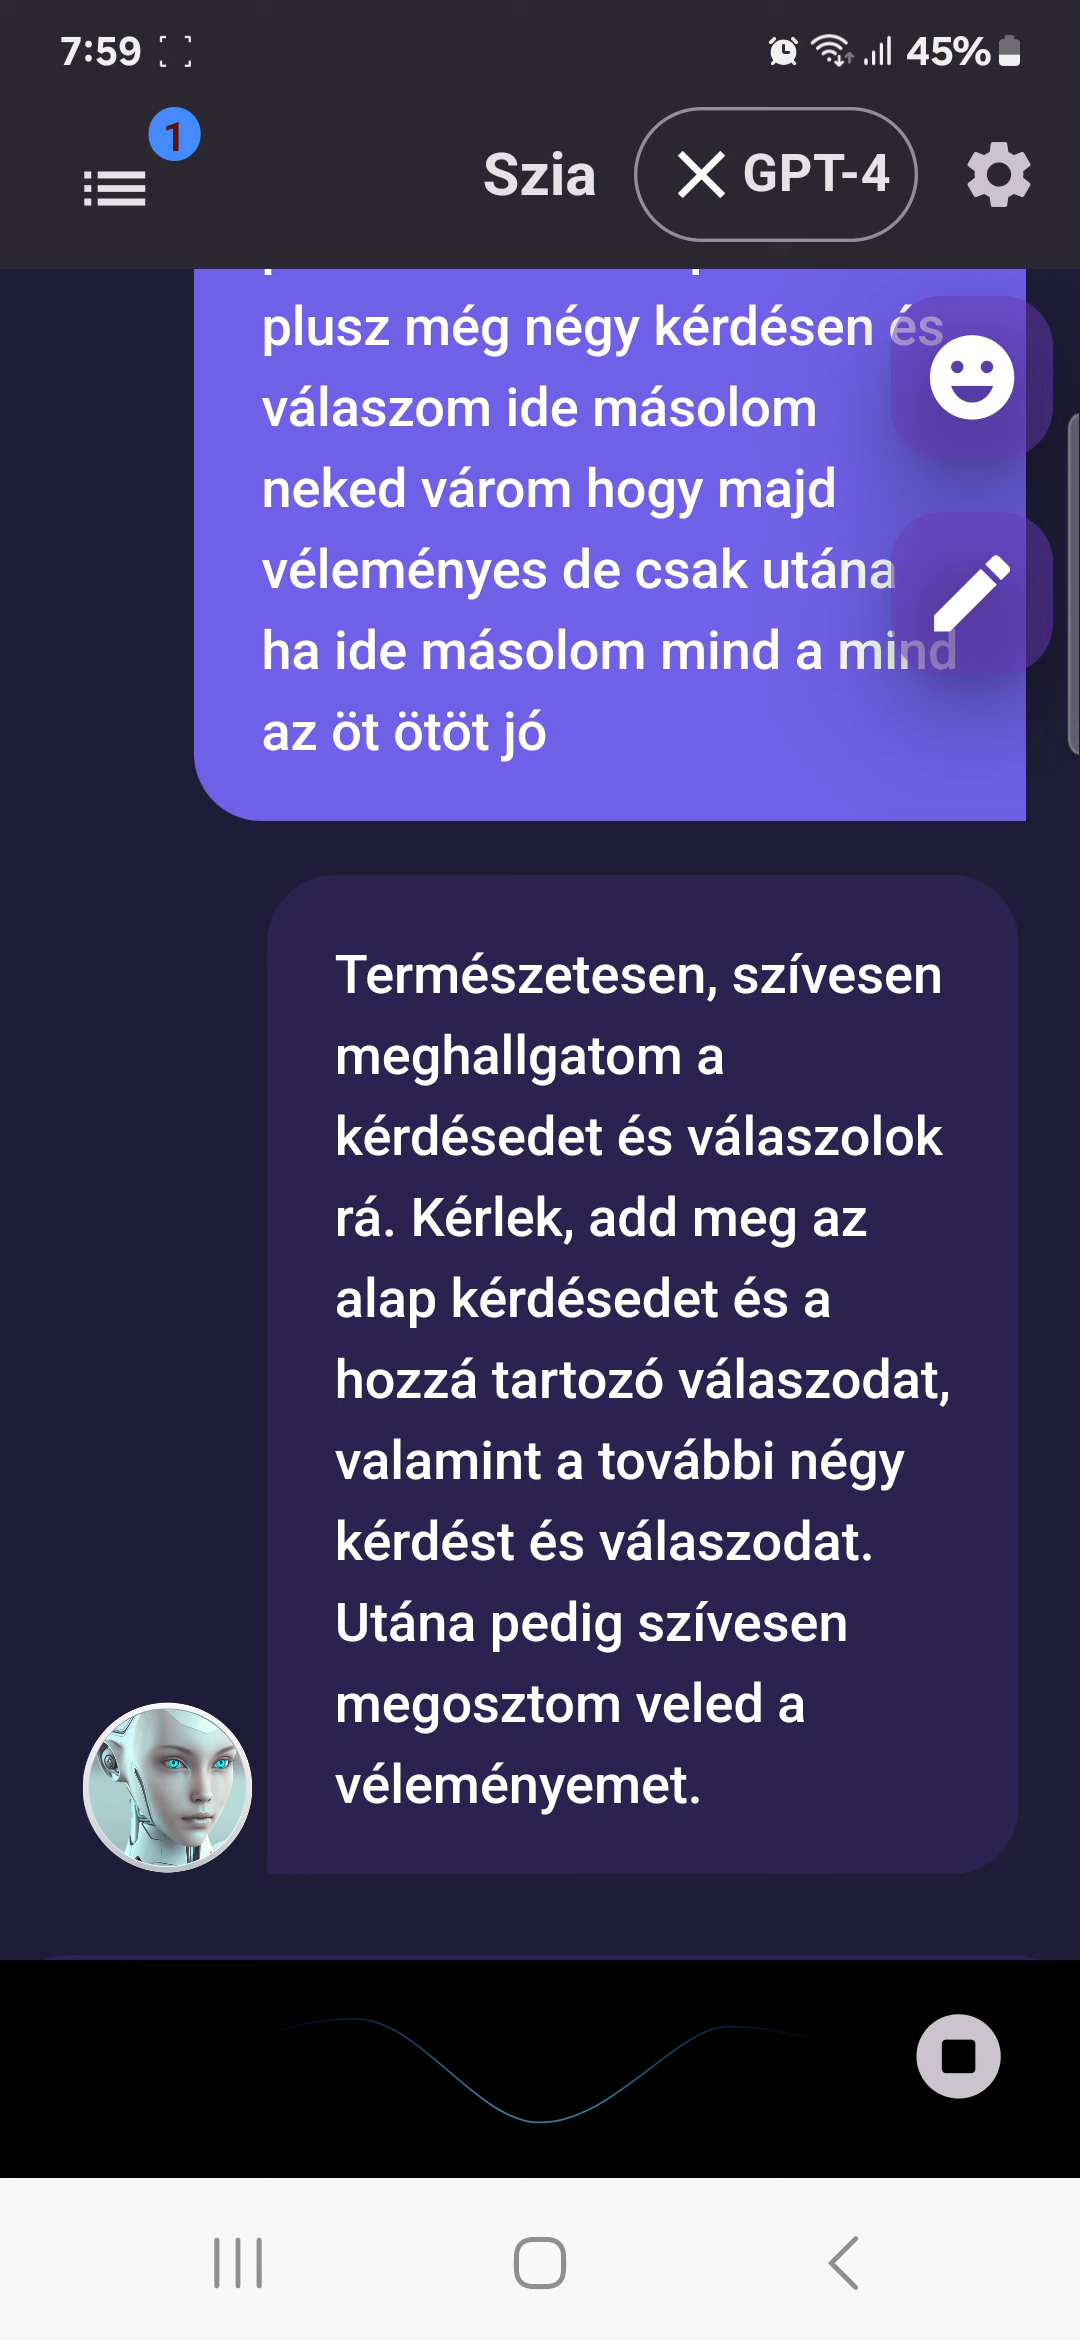 7:59
45%
1
Szia
GPT-4
plusz még négy kérdésen és
válaszom ide másolom
neked várom hogy majd
véleményes de csak utána
ha ide másolom mind a mind
az öt ötöt jó
Természetesen, szívesen
meghallgatom a
kérdésedet és válaszolok
rá. Kérlek, add meg az
alap kérdésedet és a
hozzá tartozó válaszodat,
valamint a további négy
kérdést és válaszodat.
Utána pedig szívesen
megosztom veled a
véleményemet.